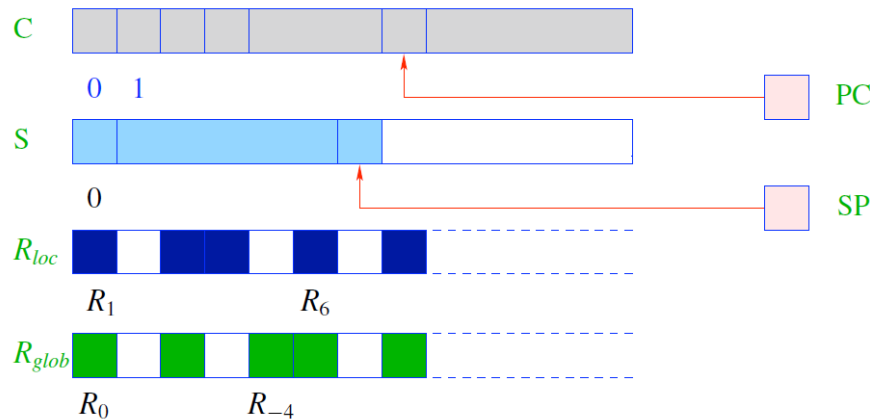 C
0 1
PC
S
0
SP
R_loc
R_1 R_6
R_glob
R_0 R_{-4}